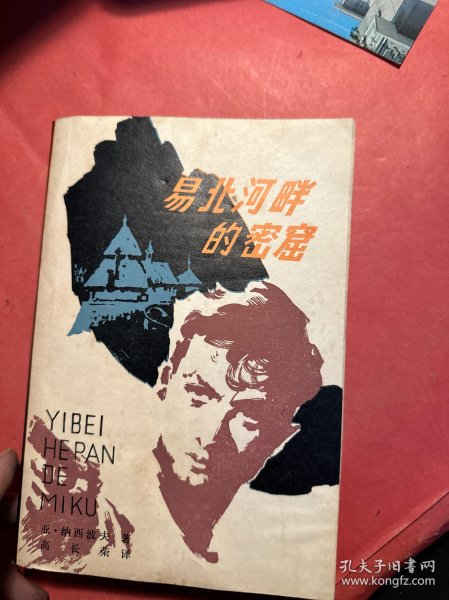 易北河畔
的密窟
YIBEI
HEPAN
DE
MIKU
亚·纳西波夫 著
高长荣 译
孔夫子旧书网
www.kongfz.com